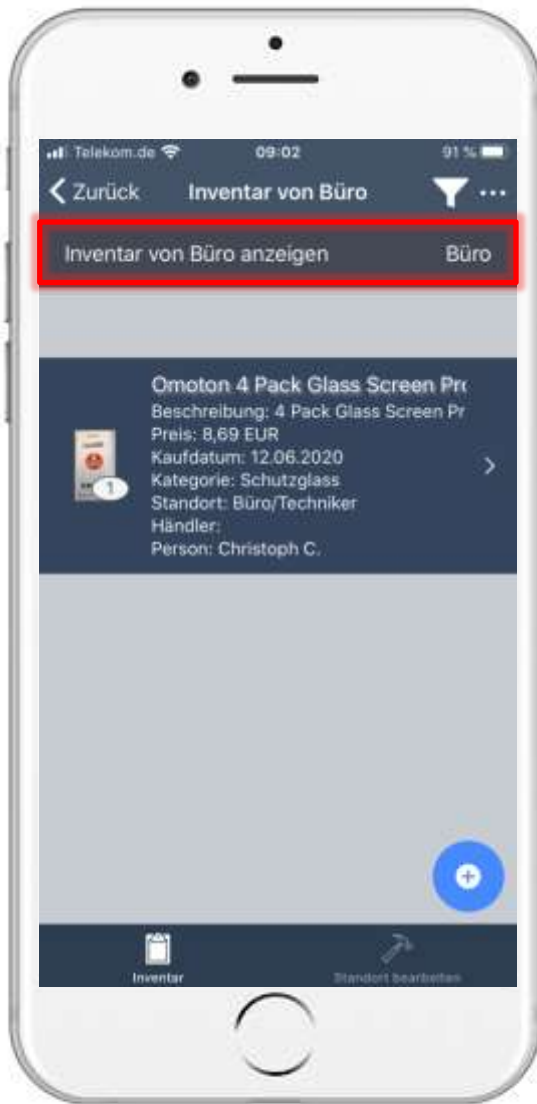 Telekom.de 09:02 91 %
Zurück Inventar von Büro ...
Inventar von Büro anzeigen Büro
Omoton 4 Pack Glass Screen Pro
Beschreibung: 4 Pack Glass Screen Pr
Preis: 8,69 EUR
Kaufdatum: 12.06.2020
Kategorie: Schutzglass
Standort: Büro/Techniker
Händler:
Person: Christoph C.
1
Inventar Standort bearbeiten